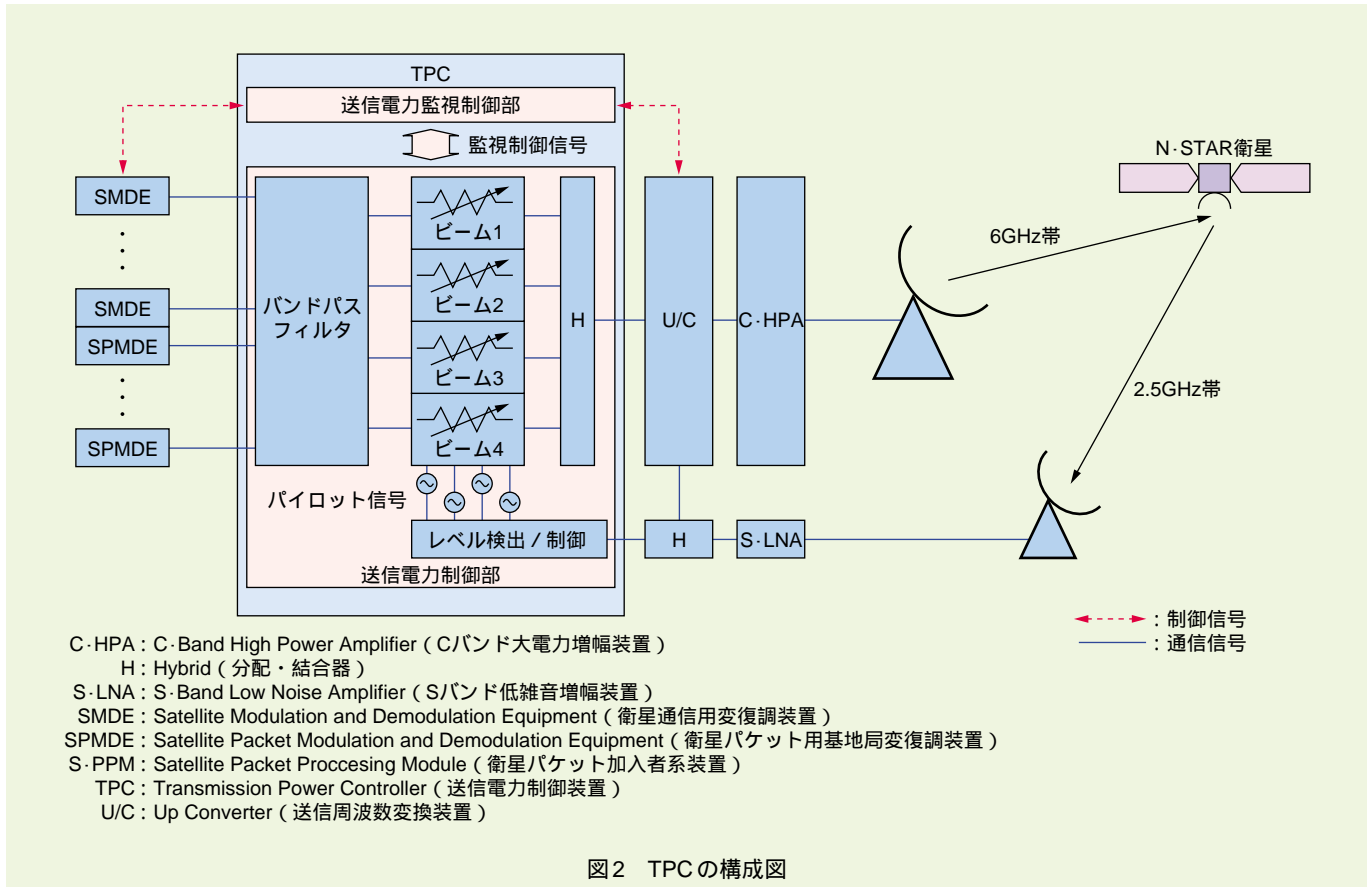 TPC
送信電力監視制御部
監視制御信号
N·STAR衛星
SMDE
SMDE
SPMDE
SPMDE
バンドパス
フィルタ
ビーム1
ビーム2
ビーム3
ビーム4
H
U/C
C·HPA
6GHz帯
2.5GHz帯
パイロット信号
レベル検出 / 制御
H
S·LNA
送信電力制御部
:制御信号
:通信信号
C·HPA : C·Band High Power Amplifier(Cバンド大電力増幅装置)
H : Hybrid(分配・結合器)
S·LNA : S·Band Low Noise Amplifier(Sバンド低雑音増幅装置)
SMDE : Satellite Modulation and Demodulation Equipment(衛星通信用変復調装置)
SPMDE : Satellite Packet Modulation and Demodulation Equipment(衛星パケット用基地局変復調装置)
S·PPM : Satellite Packet Proccesing Module(衛星パケット加入者系装置)
TPC : Transmission Power Controller(送信電力制御装置)
U/C : Up Converter(送信周波数変換装置)
図2 TPCの構成図